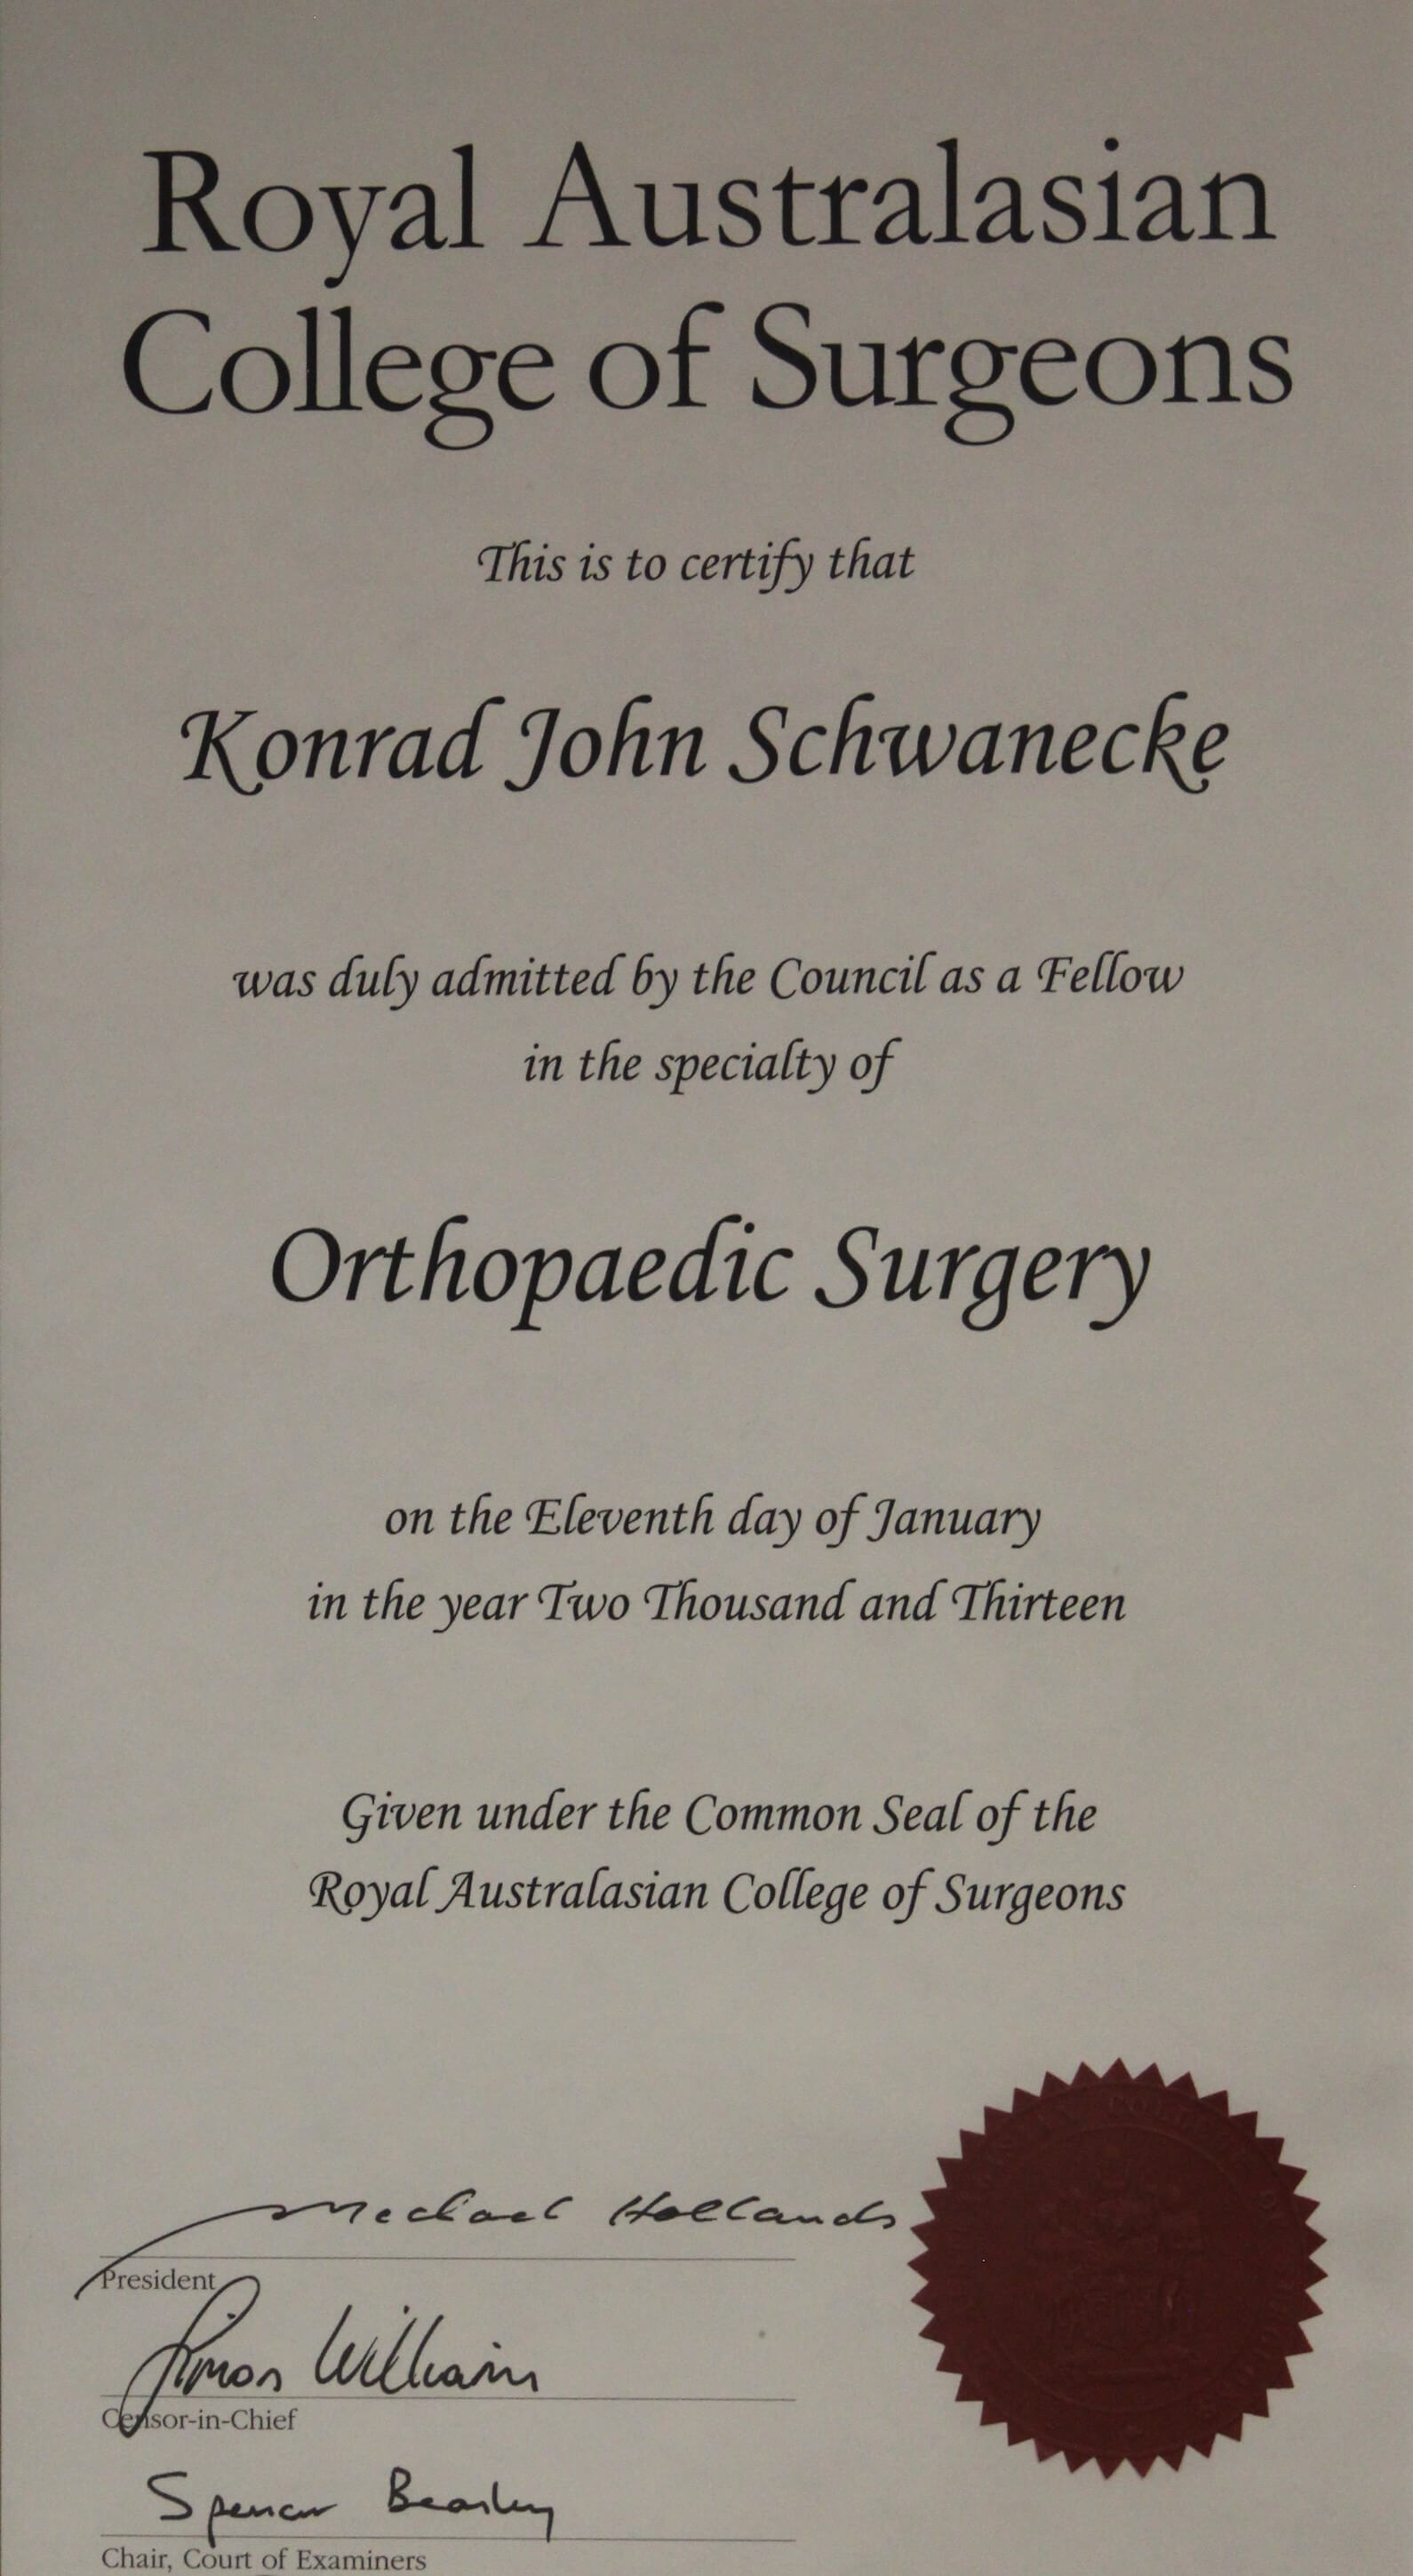 Royal Australasian
College of Surgeons
This is to certify that
Konrad John Schwanecke
was duly admitted by the Council as a Fellow
in the specialty of
Orthopaedic Surgery
on the Eleventh day of January
in the year Two Thousand and Thirteen
Given under the Common Seal of the
Royal Australasian College of Surgeons
Michael Hollands
President
Simon William
Censor-in-Chief
Spencer Beasley
Chair, Court of Examiners